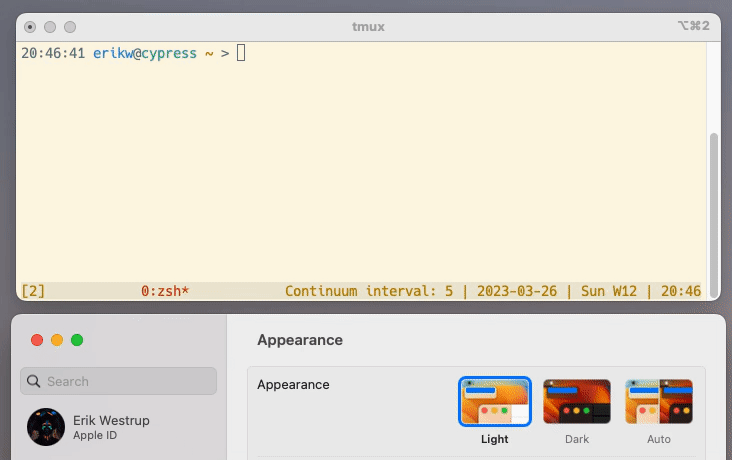 tmux
⌥⌘2
20:46:41 erikw@cypress ~ >
[2] 0:zsh* Continuum interval: 5 | 2023-03-26 | Sun W12 | 20:46
Appearance
Search
Erik Westrup
Apple ID
Appearance
Light
Dark
Auto